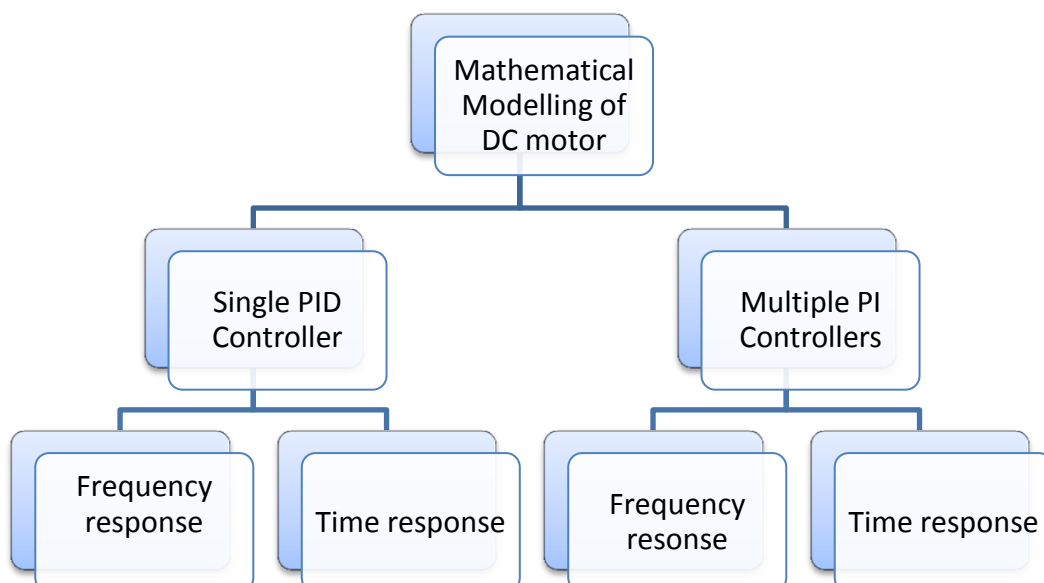 Mathematical
Modelling of
DC motor
Single PID
Controller
Multiple PI
Controllers
Frequency
response
Time response
Frequency
resonse
Time response